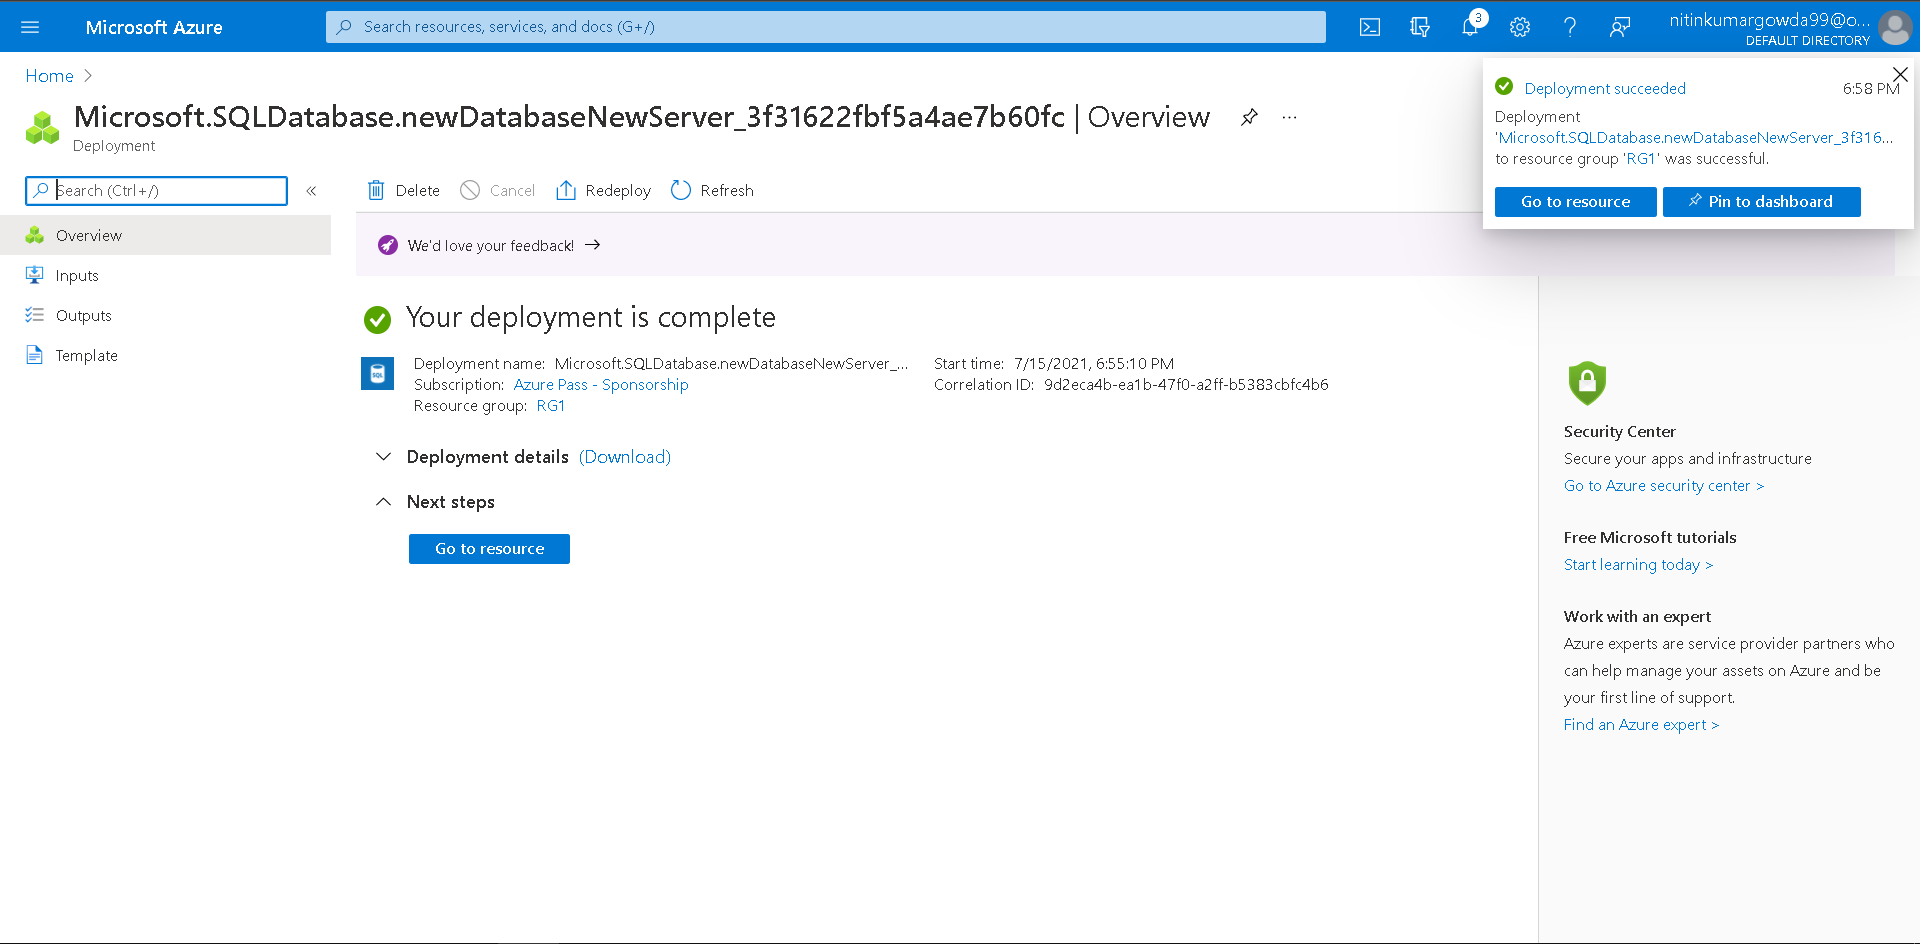 Microsoft Azure
Search resources, services, and docs (G+/)
3
nitinkumargowda99@o...
DEFAULT DIRECTORY
Home
Microsoft.SQLDatabase.newDatabaseNewServer_3f31622fbf5a4ae7b60fc | Overview
Deployment
Deployment succeeded
6:58 PM
Deployment
'Microsoft.SQLDatabase.newDatabaseNewServer_3f316...
to resource group 'RG1' was successful.
Go to resource
Pin to dashboard
Search (Ctrl+/)
«
Delete
Cancel
Redeploy
Refresh
Overview
Inputs
Outputs
Template
We'd love your feedback! →
Your deployment is complete
SQL
Deployment name: Microsoft.SQLDatabase.newDatabaseNewServer_...
Subscription: Azure Pass - Sponsorship
Resource group: RG1
Start time: 7/15/2021, 6:55:10 PM
Correlation ID: 9d2eca4b-ea1b-47f0-a2ff-b5383cbfc4b6
Deployment details (Download)
Next steps
Go to resource
Security Center
Secure your apps and infrastructure
Go to Azure security center >
Free Microsoft tutorials
Start learning today >
Work with an expert
Azure experts are service provider partners who
can help manage your assets on Azure and be
your first line of support.
Find an Azure expert >